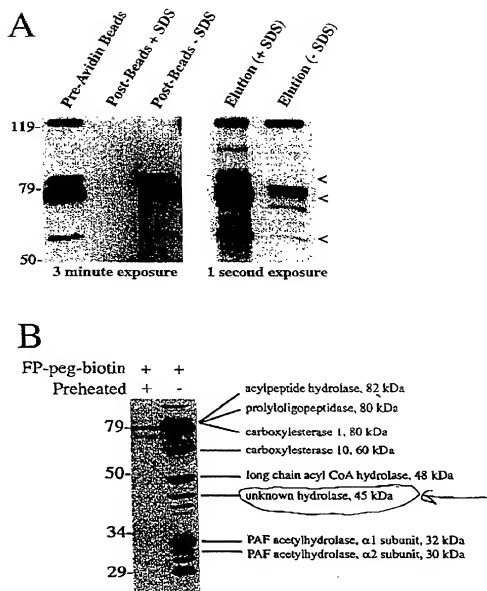 A
Pre-Avidin Beads
Post-Beads + SDS
Post-Beads - SDS
Elution (+ SDS)
Elution (- SDS)
119-
79-
50-
<
<
<
3 minute exposure
1 second exposure
B
FP-peg-biotin + +
Preheated + -
79-
50-
34-
29-
acylpeptide hydrolase, 82 kDa
prolyloligopeptidase, 80 kDa
carboxylesterase 1, 80 kDa
carboxylesterase 10, 60 kDa
long chain acyl CoA hydrolase, 48 kDa
unknown hydrolase, 45 kDa
PAF acetylhydrolase, α1 subunit, 32 kDa
PAF acetylhydrolase, α2 subunit, 30 kDa